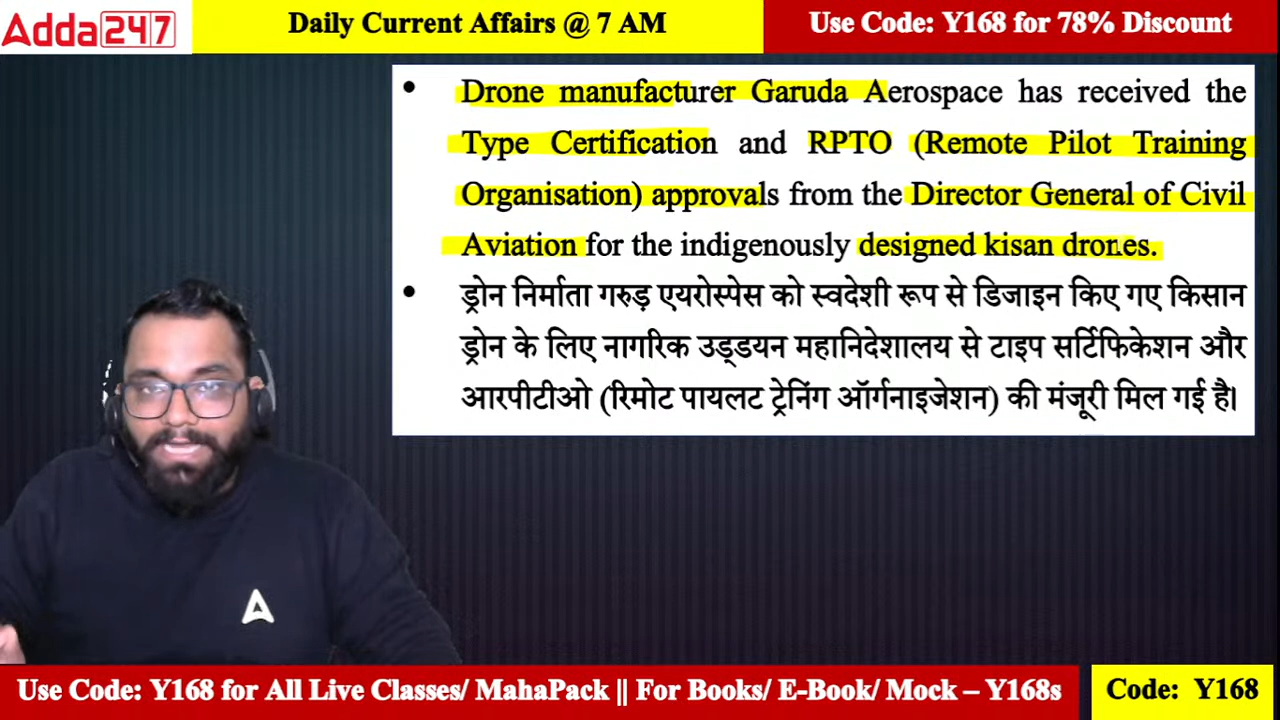 Adda247
Daily Current Affairs @ 7 AM
Use Code: Y168 for 78% Discount
• Drone manufacturer Garuda Aerospace has received the
Type Certification and RPTO (Remote Pilot Training
Organisation) approvals from the Director General of Civil
Aviation for the indigenously designed kisan drones.
• ड्रोन निर्माता गरुड़ एयरोस्पेस को स्वदेशी रूप से डिजाइन किए गए किसान
ड्रोन के लिए नागरिक उड्डयन महानिदेशालय से टाइप सर्टिफिकेशन और
आरपीटीओ (रिमोट पायलट ट्रेनिंग ऑर्गनाइजेशन) की मंजूरी मिल गई है।
Use Code: Y168 for All Live Classes/ MahaPack || For Books/ E-Book/ Mock – Y168s
Code: Y168